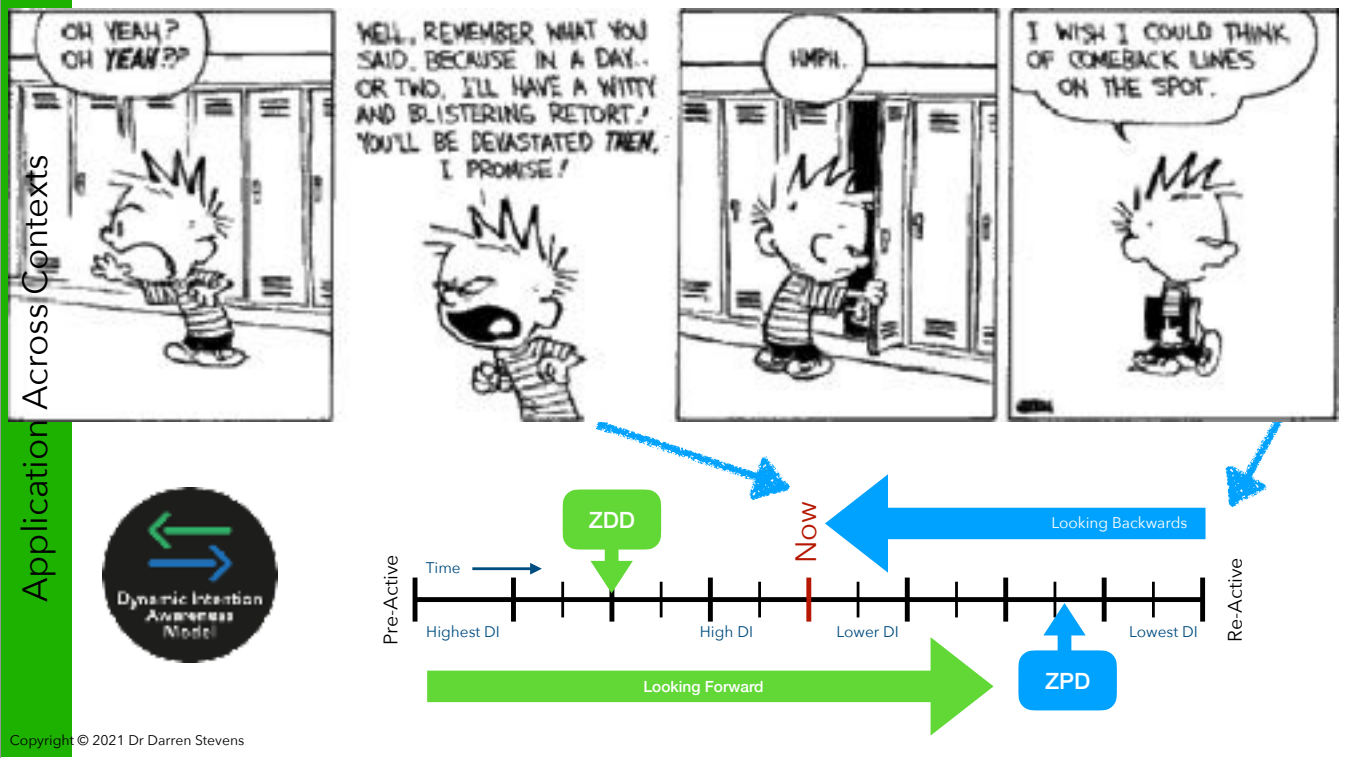 OH YEAH?
OH YEAH??
WELL, REMEMBER WHAT YOU
SAID, BECAUSE IN A DAY..
OR TWO, I'LL HAVE A WITTY
AND BLISTERING RETORT!
YOU'LL BE DEVASTATED THEN,
I PROMISE!
HMPH.
I WISH I COULD THINK
OF COMEBACK LINES
ON THE SPOT.
Application Across Contexts
Dynamic Intention
Awareness
Model
ZDD
Now
Looking Backwards
Time
Pre-Active
Re-Active
Highest DI
High DI
Lower DI
Lowest DI
Looking Forward
ZPD
Copyright © 2021 Dr Darren Stevens